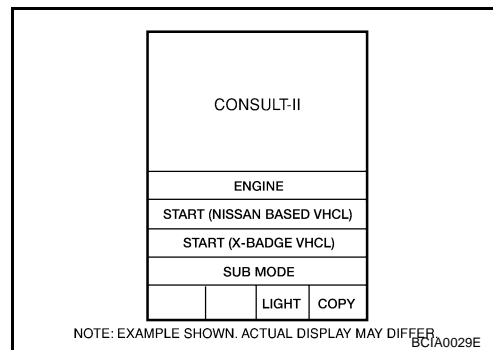 CONSULT-II
ENGINE
START (NISSAN BASED VHCL)
START (X-BADGE VHCL)
SUB MODE
LIGHT COPY
NOTE: EXAMPLE SHOWN. ACTUAL DISPLAY MAY DIFFER.
BCIA0029E